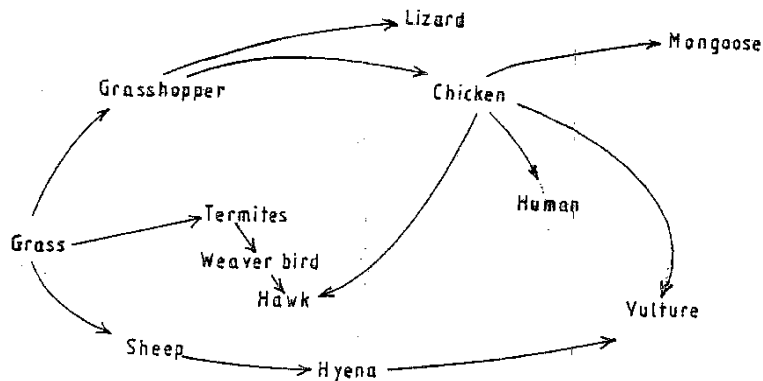 Lizard
Mongoose
Grasshopper
Chicken
Human
Termites
Grass
Weaver bird
Hawk
Vulture
Sheep
Hyena